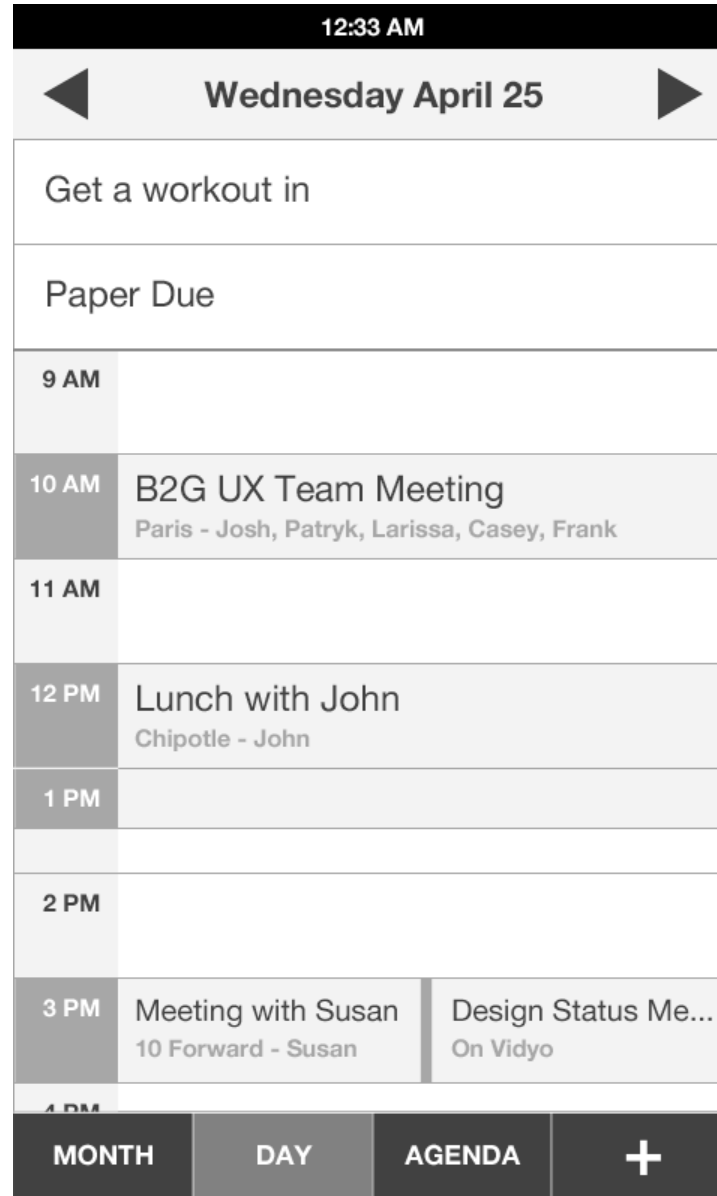 12:33 AM
Wednesday April 25
Get a workout in
Paper Due
9 AM
10 AM
B2G UX Team Meeting
Paris - Josh, Patryk, Larissa, Casey, Frank
11 AM
12 PM
Lunch with John
Chipotle - John
1 PM
2 PM
3 PM
Meeting with Susan
10 Forward - Susan
Design Status Me...
On Vidyo
4 PM
MONTH
DAY
AGENDA
+